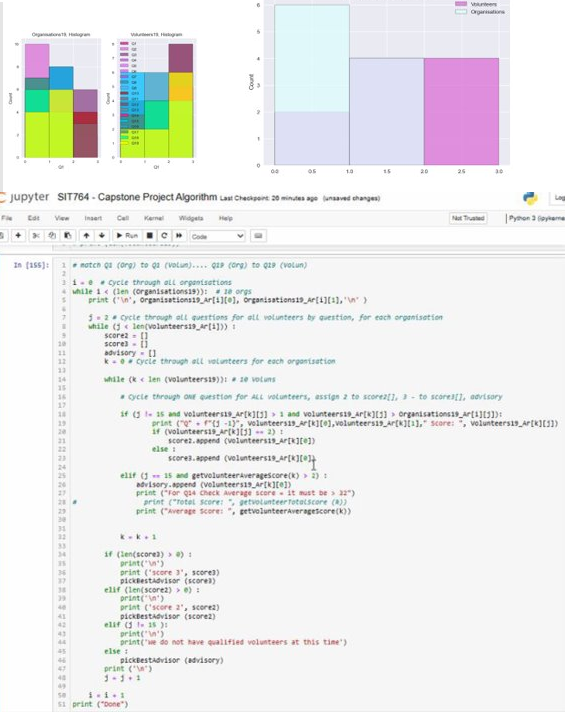 Organisations19, Histogram
Volunteers19, Histogram
Count
Q1
Count
Q1
Volunteers
Organisations
Count
6
5
4
3
2
1
0
0.0 0.5 1.0 1.5 2.0 2.5 3.0
jupyter SIT764 - Capstone Project Algorithm Last Checkpoint: 26 minutes ago (unsaved changes)
File Edit View Insert Cell Kernel Widgets Help
Not Trusted
Python 3 (ipykerne
Run
Code
In [155]:
1 # match Q1 (Org) to Q1 (Volun).... Q19 (Org) to Q19 (Volun)
2
3 i = 0 # Cycle through all organisations
4 while i < (len (Organisations19)): # 10 orgs
5 print ('\n', Organisations19_Ar[i][0], Organisations19_Ar[i][1],'\n' )
6
7 j = 2 # Cycle through all questions for all volunteers by question, for each organisation
8 while (j < len(Volunteers19_Ar[i])) :
9 score2 = []
10 score3 = []
11 advisory = []
12 k = 0 # Cycle through all volunteers for each organisation
13
14 while (k < len (Volunteers19)): # 10 Voluns
15
16 # Cycle through ONE question for ALL volunteers, assign 2 to score2[], 3 - to score3[], advisory
17
18 if (j != 15 and Volunteers19_Ar[k][j] > 1 and Volunteers19_Ar[k][j] > Organisations19_Ar[i][j]):
19 print ("Q" + f"{j -1}", Volunteers19_Ar[k][0],Volunteers19_Ar[k][1]," Score: ", Volunteers19_Ar[k][j])
20 if (Volunteers19_Ar[k][j] == 2) :
21 score2.append (Volunteers19_Ar[k][0])
22 else :
23 score3.append (Volunteers19_Ar[k][0])
24
25 elif (j == 15 and getVolunteerAverageScore(k) > 2) :
26 advisory.append (Volunteers19_Ar[k][0])
27 print ("For Q14 Check Average score - it must be > 32")
28 # print ("Total Score: ", getVolunteerTotalScore (k))
29 print ("Average Score: ", getVolunteerAverageScore(k))
30
31
32 k = k + 1
33
34 if (len(score3) > 0) :
35 print('\n')
36 print ('score 3', score3)
37 pickBestAdvisor (score3)
38 elif (len(score2) > 0) :
39 print('\n')
40 print ('score 2', score2)
41 pickBestAdvisor (score2)
42 elif (j != 15 ):
43 print('\n')
44 print('We do not have qualified volunteers at this time')
45 else :
46 pickBestAdvisor (advisory)
47 print ('\n')
48 j = j + 1
49
50 i = i + 1
51 print ("Done")